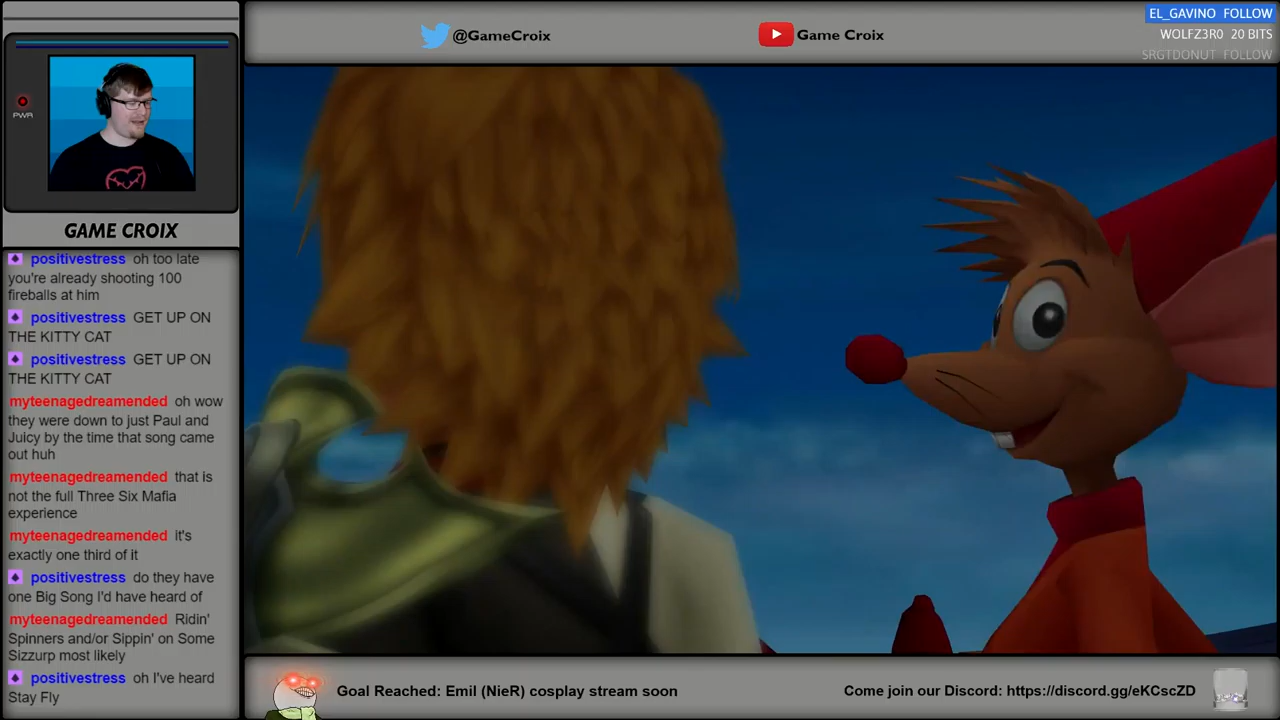 EL_GAVINO FOLLOW
WOLFZ3R0 20 BITS
SRGTDONUT FOLLOW
@GameCroix
Game Croix
PWR
GAME CROIX
positivestress oh too late
you're already shooting 100
fireballs at him
positivestress GET UP ON
THE KITTY CAT
positivestress GET UP ON
THE KITTY CAT
myteenagedreamended oh wow
they were down to just Paul and
Juicy by the time that song came
out huh
myteenagedreamended that is
not the full Three Six Mafia
experience
myteenagedreamended it's
exactly one third of it
positivestress do they have
one Big Song I'd have heard of
myteenagedreamended Ridin'
Spinners and/or Sippin' on Some
Sizzurp most likely
positivestress oh I've heard
Stay Fly
Goal Reached: Emil (NieR) cosplay stream soon
Come join our Discord: https://discord.gg/eKCscZD